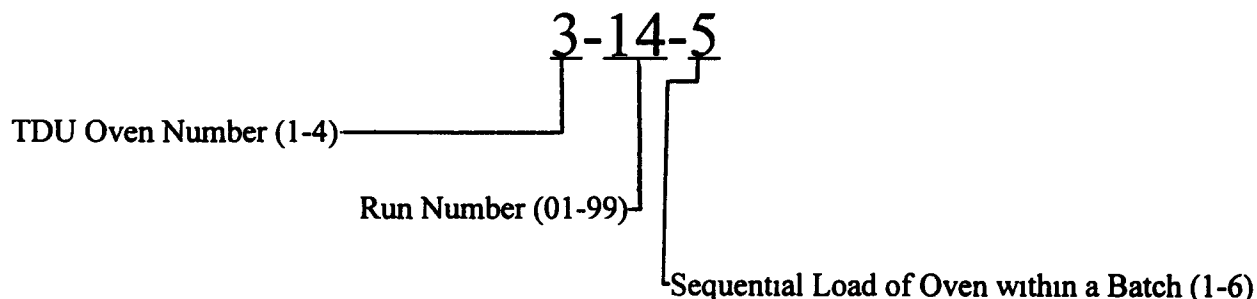 3-14-5
TDU Oven Number (1-4)
Run Number (01-99)
Sequential Load of Oven within a Batch (1-6)